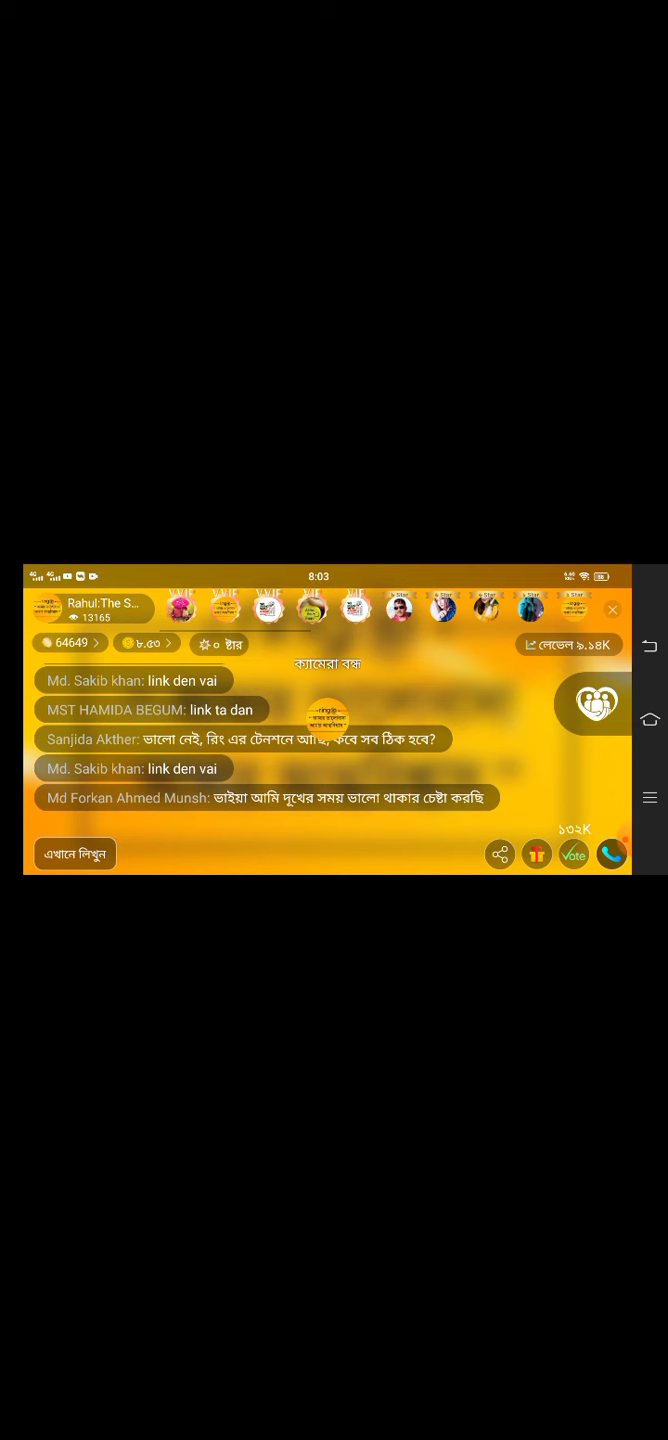 8:03
Rahul:The S...
13165
64649
৮.৫৩
০ ষ্টার
লেভেল ৯.১৪K
ক্যামেরা বন্ধ
Md. Sakib khan: link den vai
MST HAMIDA BEGUM: link ta dan
Sanjida Akther: ভালো নেই, রিং এর টেনশনে আছি, কবে সব ঠিক হবে?
Md. Sakib khan: link den vai
Md Forkan Ahmed Munsh: ভাইয়া আমি দূখের সময় ভালো থাকার চেষ্টা করছি
১৩২K
এখানে লিখুন
Vote